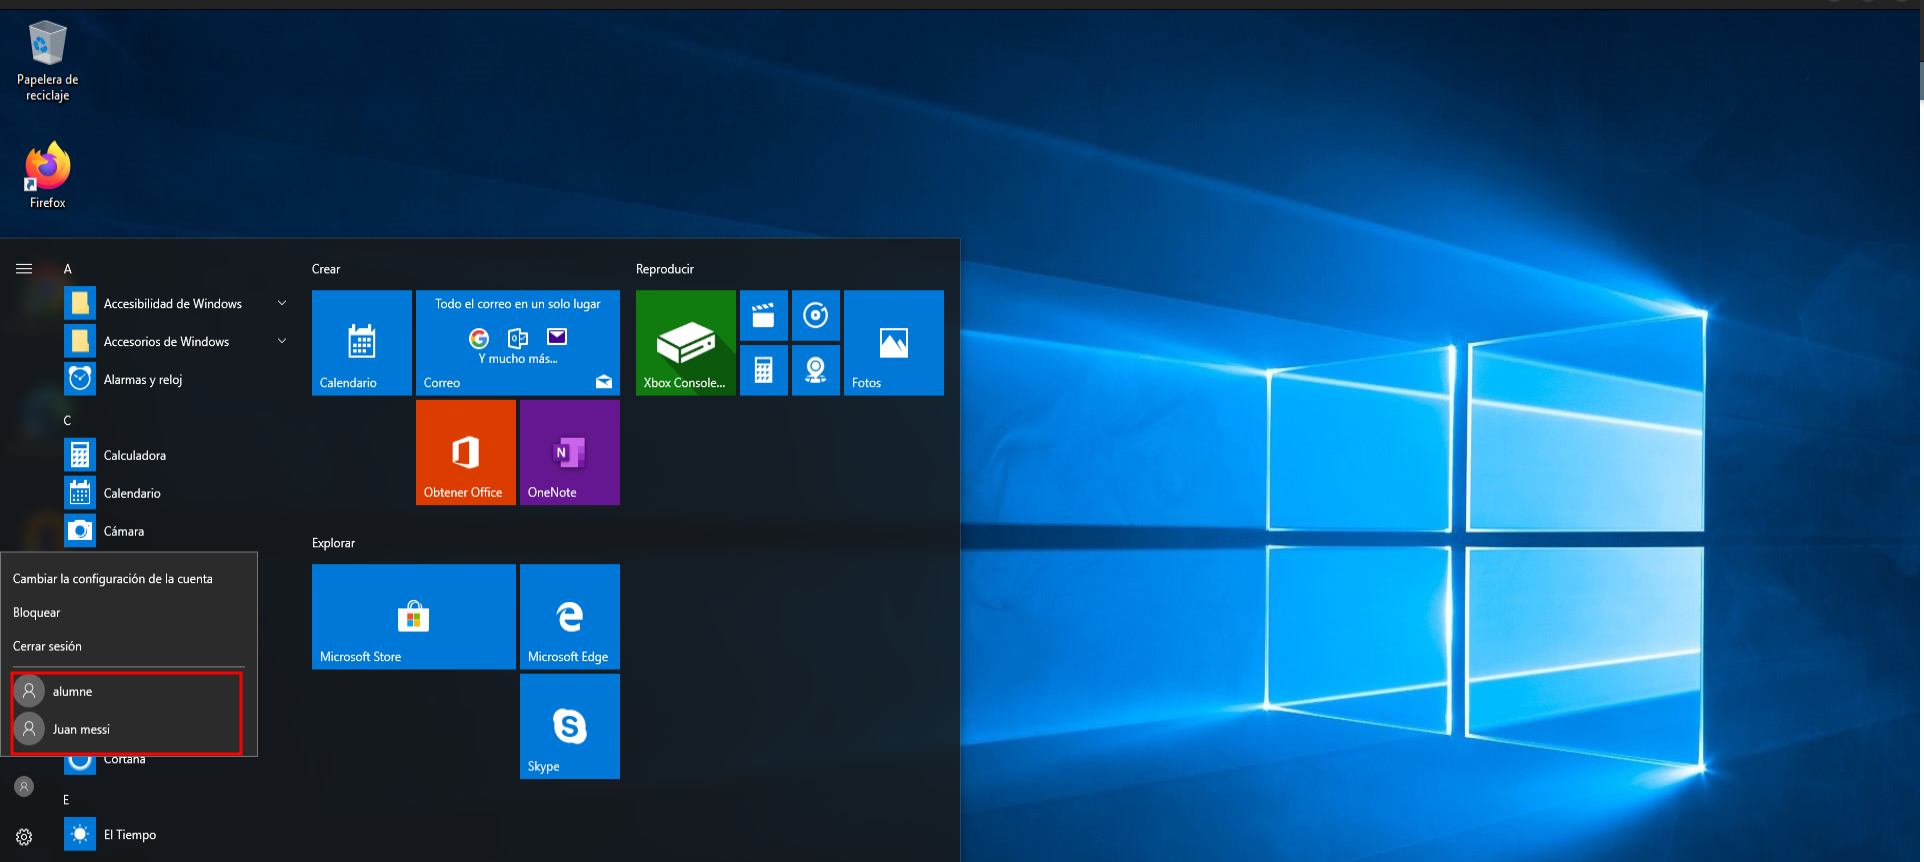 Papelera de
reciclaje
Firefox
A
Accesibilidad de Windows
Accesorios de Windows
Alarmas y reloj
C
Calculadora
Calendario
Cámara
Cambiar la configuración de la cuenta
Bloquear
Cerrar sesión
alumne
Juan messi
Cortana
E
El Tiempo
Crear
Calendario
Todo el correo en un solo lugar
Y mucho más...
Correo
Obtener Office
N
OneNote
Explorar
Microsoft Store
Microsoft Edge
Skype
Reproducir
Xbox Console...
Fotos